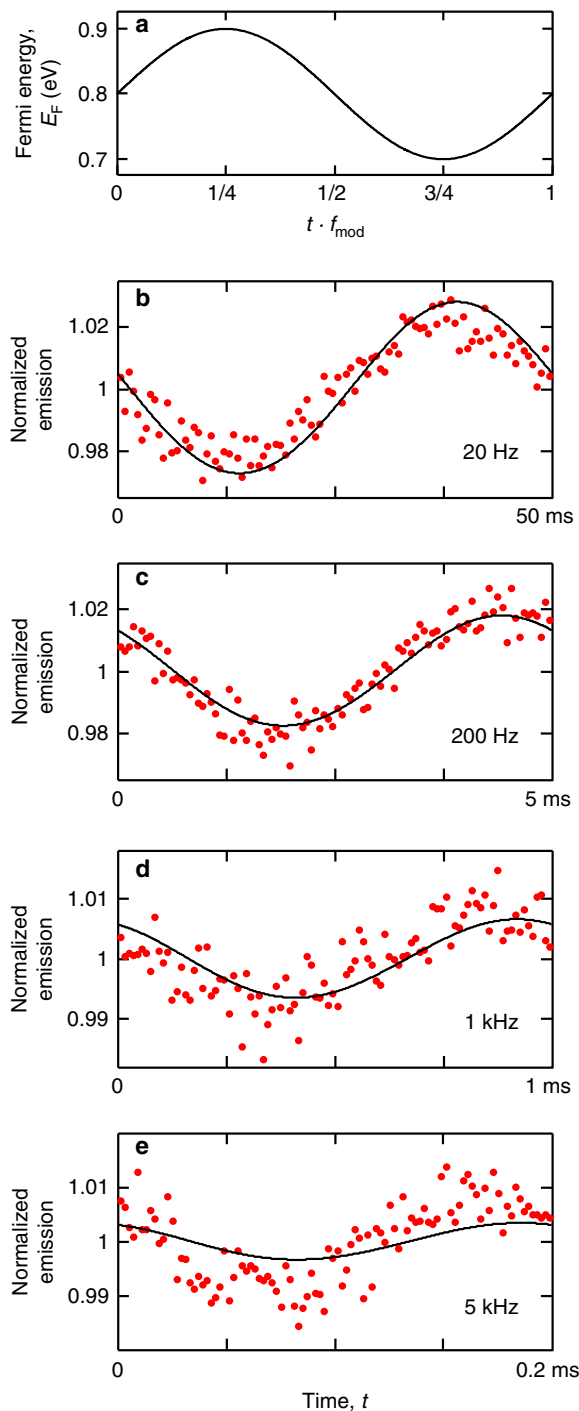 a
Fermi energy,
E_F (eV)
0.9
0.8
0.7
0 1/4 1/2 3/4 1
t · f_mod
b
Normalized
emission
1.02
1
0.98
20 Hz
0 50 ms
c
Normalized
emission
1.02
1
0.98
200 Hz
0 5 ms
d
Normalized
emission
1.01
1
0.99
1 kHz
0 1 ms
e
Normalized
emission
1.01
1
0.99
5 kHz
0 0.2 ms
Time, t